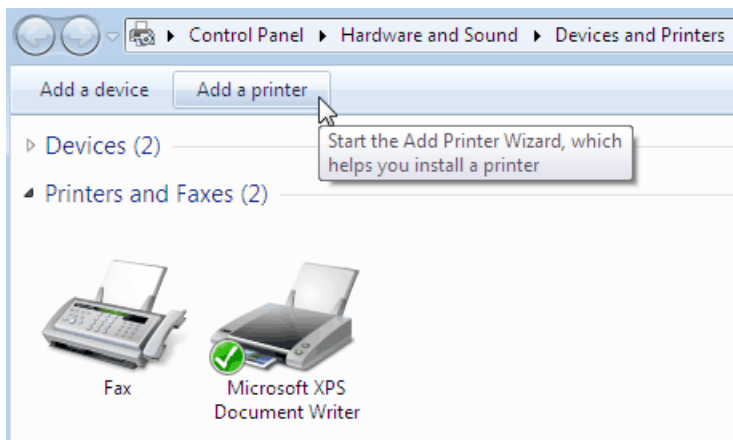 Control Panel Hardware and Sound Devices and Printers
Add a device Add a printer
Start the Add Printer Wizard, which
helps you install a printer
Devices (2)
Printers and Faxes (2)
Fax
Microsoft XPS
Document Writer